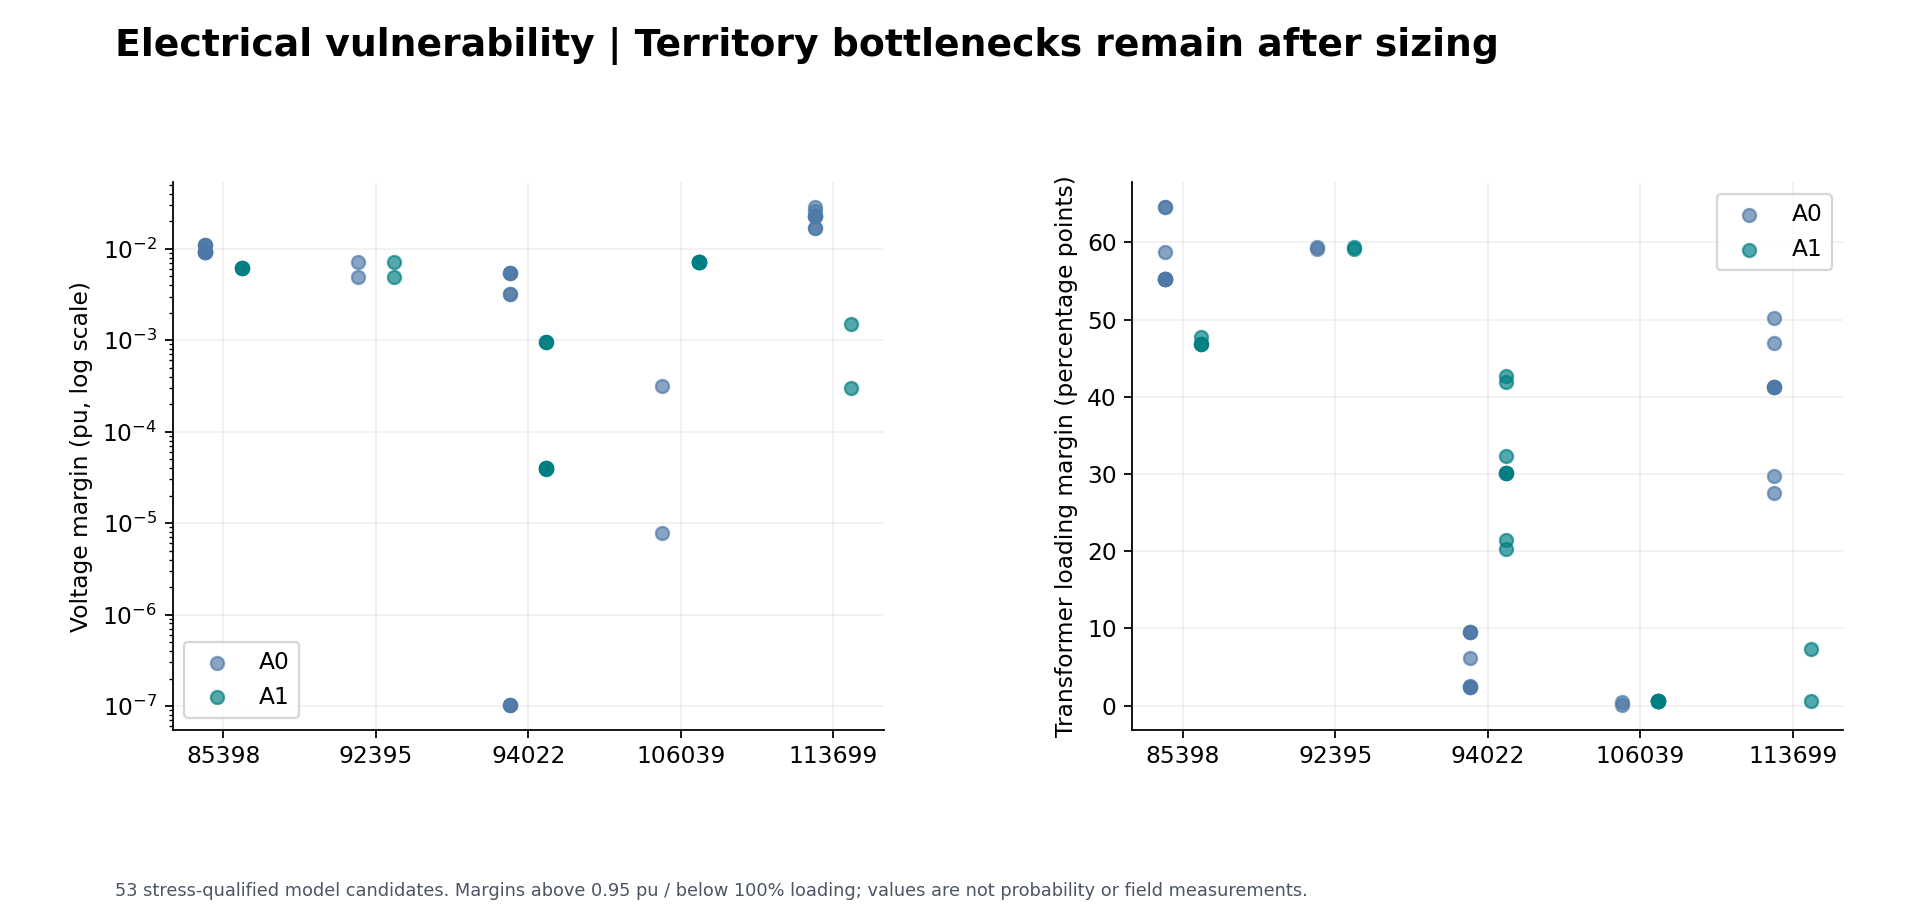 Electrical vulnerability | Territory bottlenecks remain after sizing
Voltage margin (pu, log scale)
10⁻²
10⁻³
10⁻⁴
10⁻⁵
10⁻⁶
10⁻⁷
A0
A1
85398 92395 94022 106039 113699
Transformer loading margin (percentage points)
60
50
40
30
20
10
0
A0
A1
85398 92395 94022 106039 113699
53 stress-qualified model candidates. Margins above 0.95 pu / below 100% loading; values are not probability or field measurements.